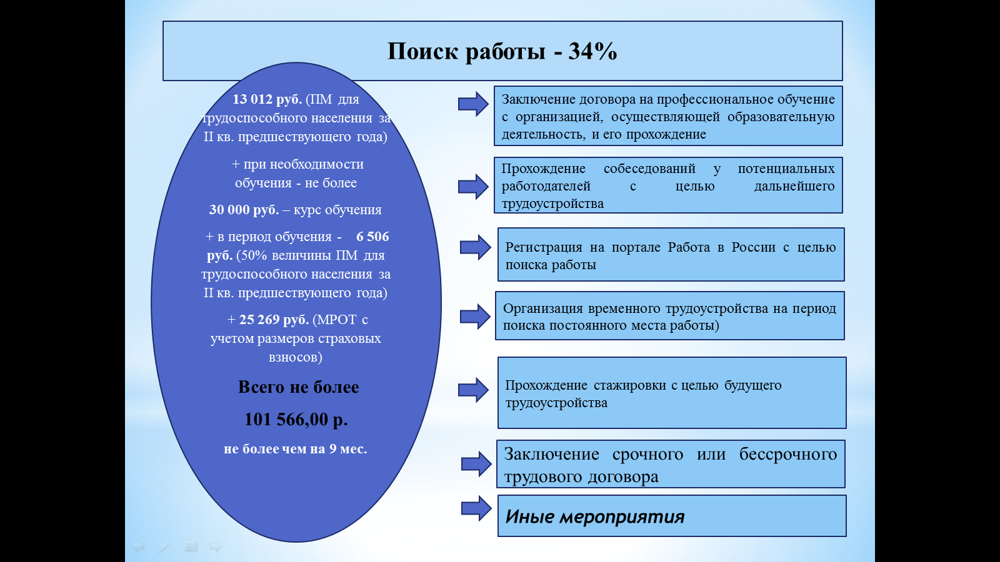 Поиск работы - 34%
13 012 руб. (ПМ для
трудоспособного населения за
II кв. предшествующего года)
+ при необходимости
обучения - не более
30 000 руб. – курс обучения
+ в период обучения - 6 506
руб. (50% величины ПМ для
трудоспособного населения за
II кв. предшествующего года)
+ 25 269 руб. (МРОТ с
учетом размеров страховых
взносов)
Всего не более
101 566,00 р.
не более чем на 9 мес.
Заключение договора на профессиональное обучение
с организацией, осуществляющей образовательную
деятельность, и его прохождение
Прохождение собеседований у потенциальных
работодателей с целью дальнейшего
трудоустройства
Регистрация на портале Работа в России с целью
поиска работы
Организация временного трудоустройства на период
поиска постоянного места работы)
Прохождение стажировки с целью будущего
трудоустройства
Заключение срочного или бессрочного
трудового договора
Иные мероприятия